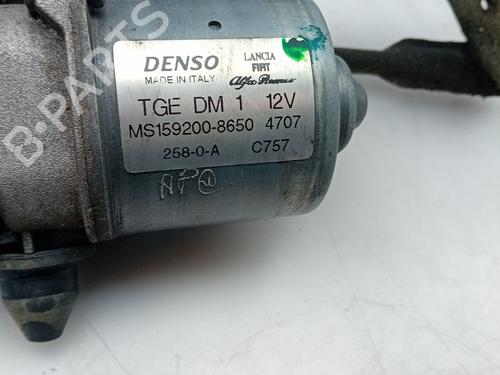 DENSO
MADE IN ITALY
LANCIA
FIAT
Alfa Romeo
TGE DM 1 12V
MS159200-8650 4707
258-0-A C757
B-PARTS